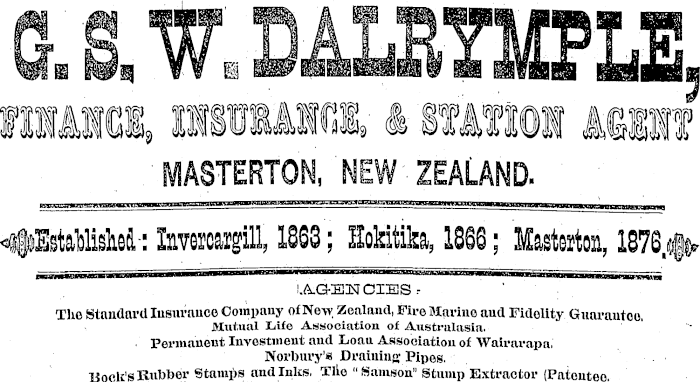 G. S. W. DALRYMPLE,
FINANCE, INSURANCE, & STATION AGENT
MASTERTON, NEW ZEALAND.
Established: Invercargill, 1863; Hokitika, 1866; Masterton, 1876.
AGENCIES:
The Standard Insurance Company of New Zealand, Fire Marine and Fidelity Guarantee.
Mutual Life Association of Australasia.
Permanent Investment and Loan Association of Wairarapa.
Norbury's Draining Pipes.
Bock's Rubber Stamps and Inks. The "Samson" Stump Extractor (Patentee.